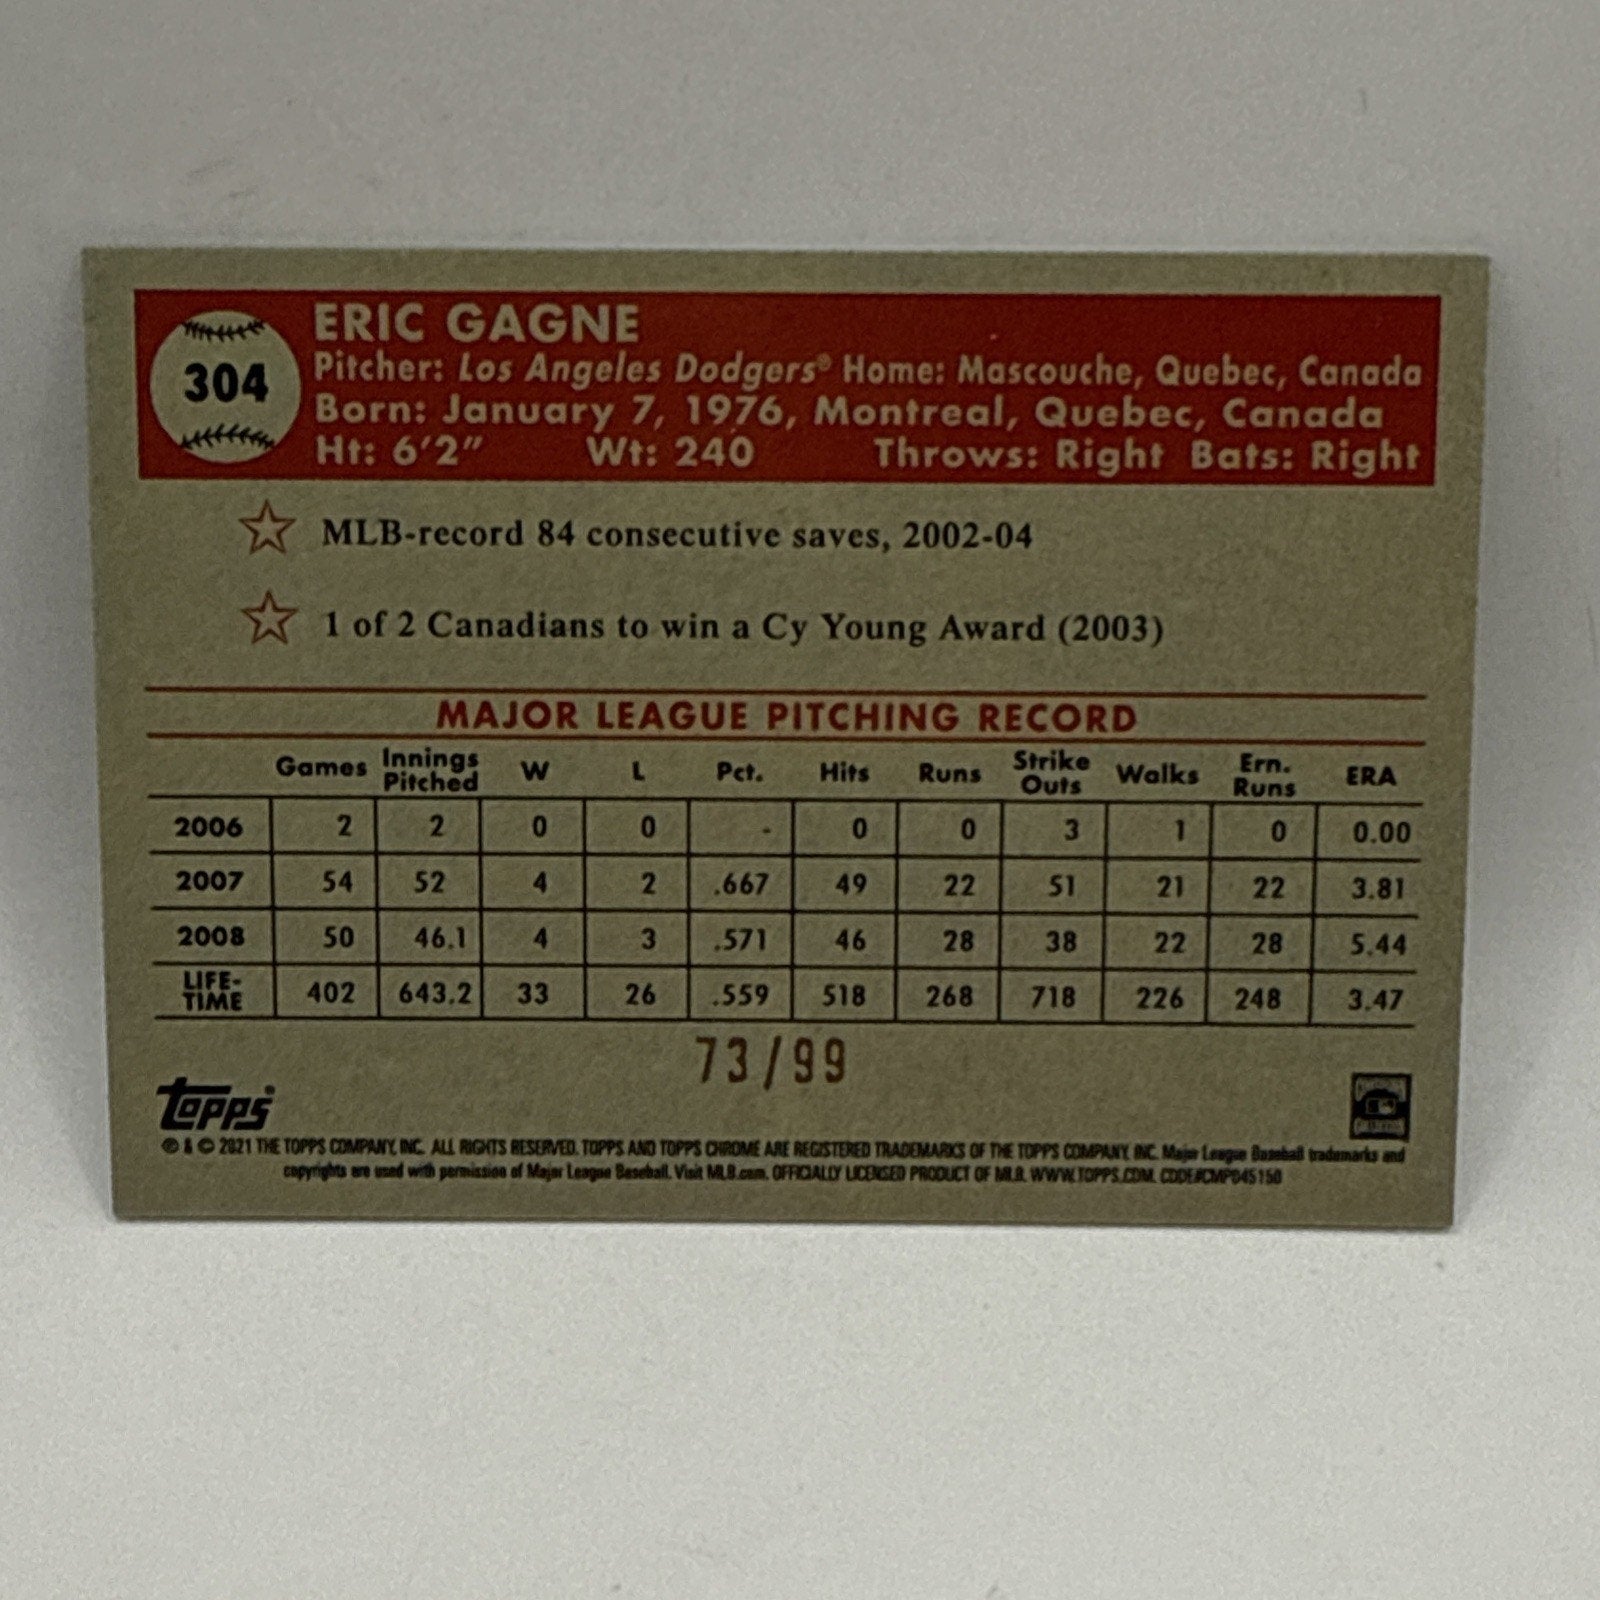 304
ERIC GAGNE
Pitcher: Los Angeles Dodgers® Home: Mascouche, Quebec, Canada
Born: January 7, 1976, Montreal, Quebec, Canada
Ht: 6'2" Wt: 240 Throws: Right Bats: Right
MLB-record 84 consecutive saves, 2002-04
1 of 2 Canadians to win a Cy Young Award (2003)
MAJOR LEAGUE PITCHING RECORD
Games Innings Pitched W L Pct. Hits Runs Strike Outs Walks Ern. Runs ERA
2006 2 2 0 0 - 0 0 3 1 0 0.00
2007 54 52 4 2 .667 49 22 51 21 22 3.81
2008 50 46.1 4 3 .571 46 28 38 22 28 5.44
LIFE-TIME 402 643.2 33 26 .559 518 268 718 226 248 3.47
73/99
topps
® & © 2021 THE TOPPS COMPANY, INC. ALL RIGHTS RESERVED. TOPPS AND TOPPS CHROME ARE REGISTERED TRADEMARKS OF THE TOPPS COMPANY, INC. Major League Baseball trademarks and
copyrights are used with permission of Major League Baseball. Visit MLB.com. OFFICIALLY LICENSED PRODUCT OF MLB. WWW.TOPPS.COM. CODE#CMP045150